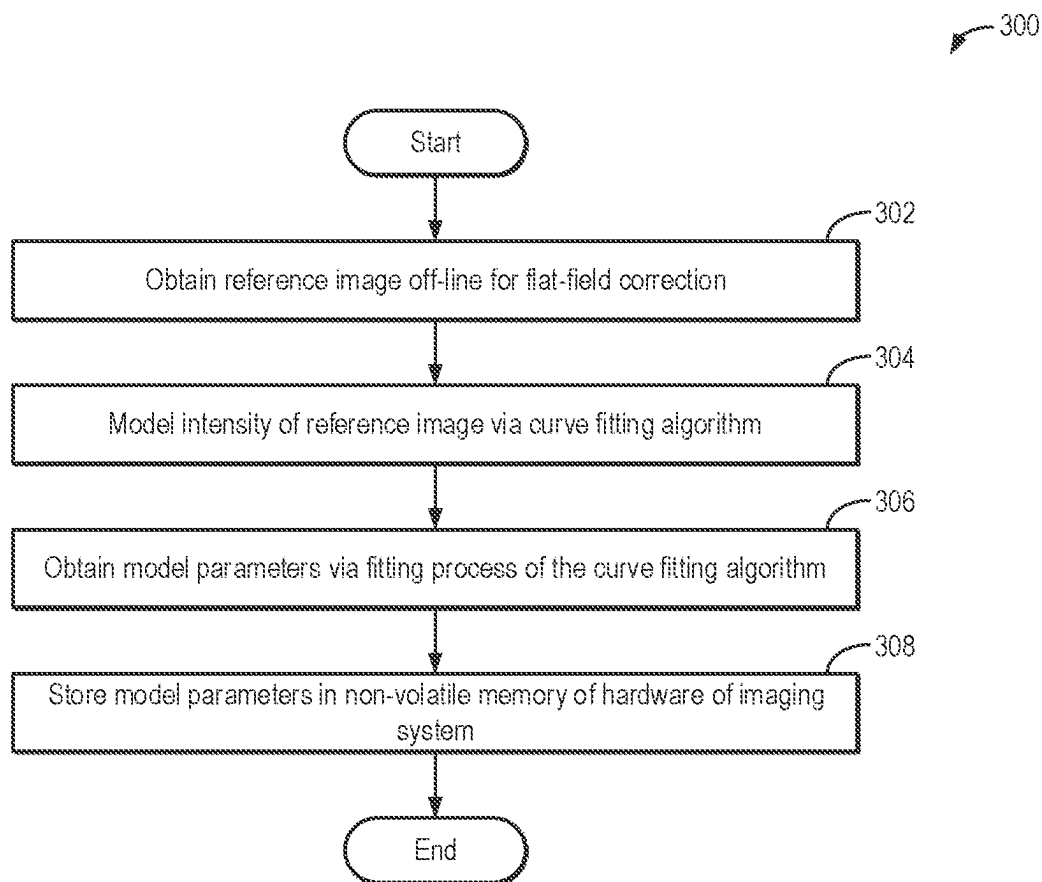 300
Start
302
Obtain reference image off-line for flat-field correction
304
Model intensity of reference image via curve fitting algorithm
306
Obtain model parameters via fitting process of the curve fitting algorithm
308
Store model parameters in non-volatile memory of hardware of imaging
system
End